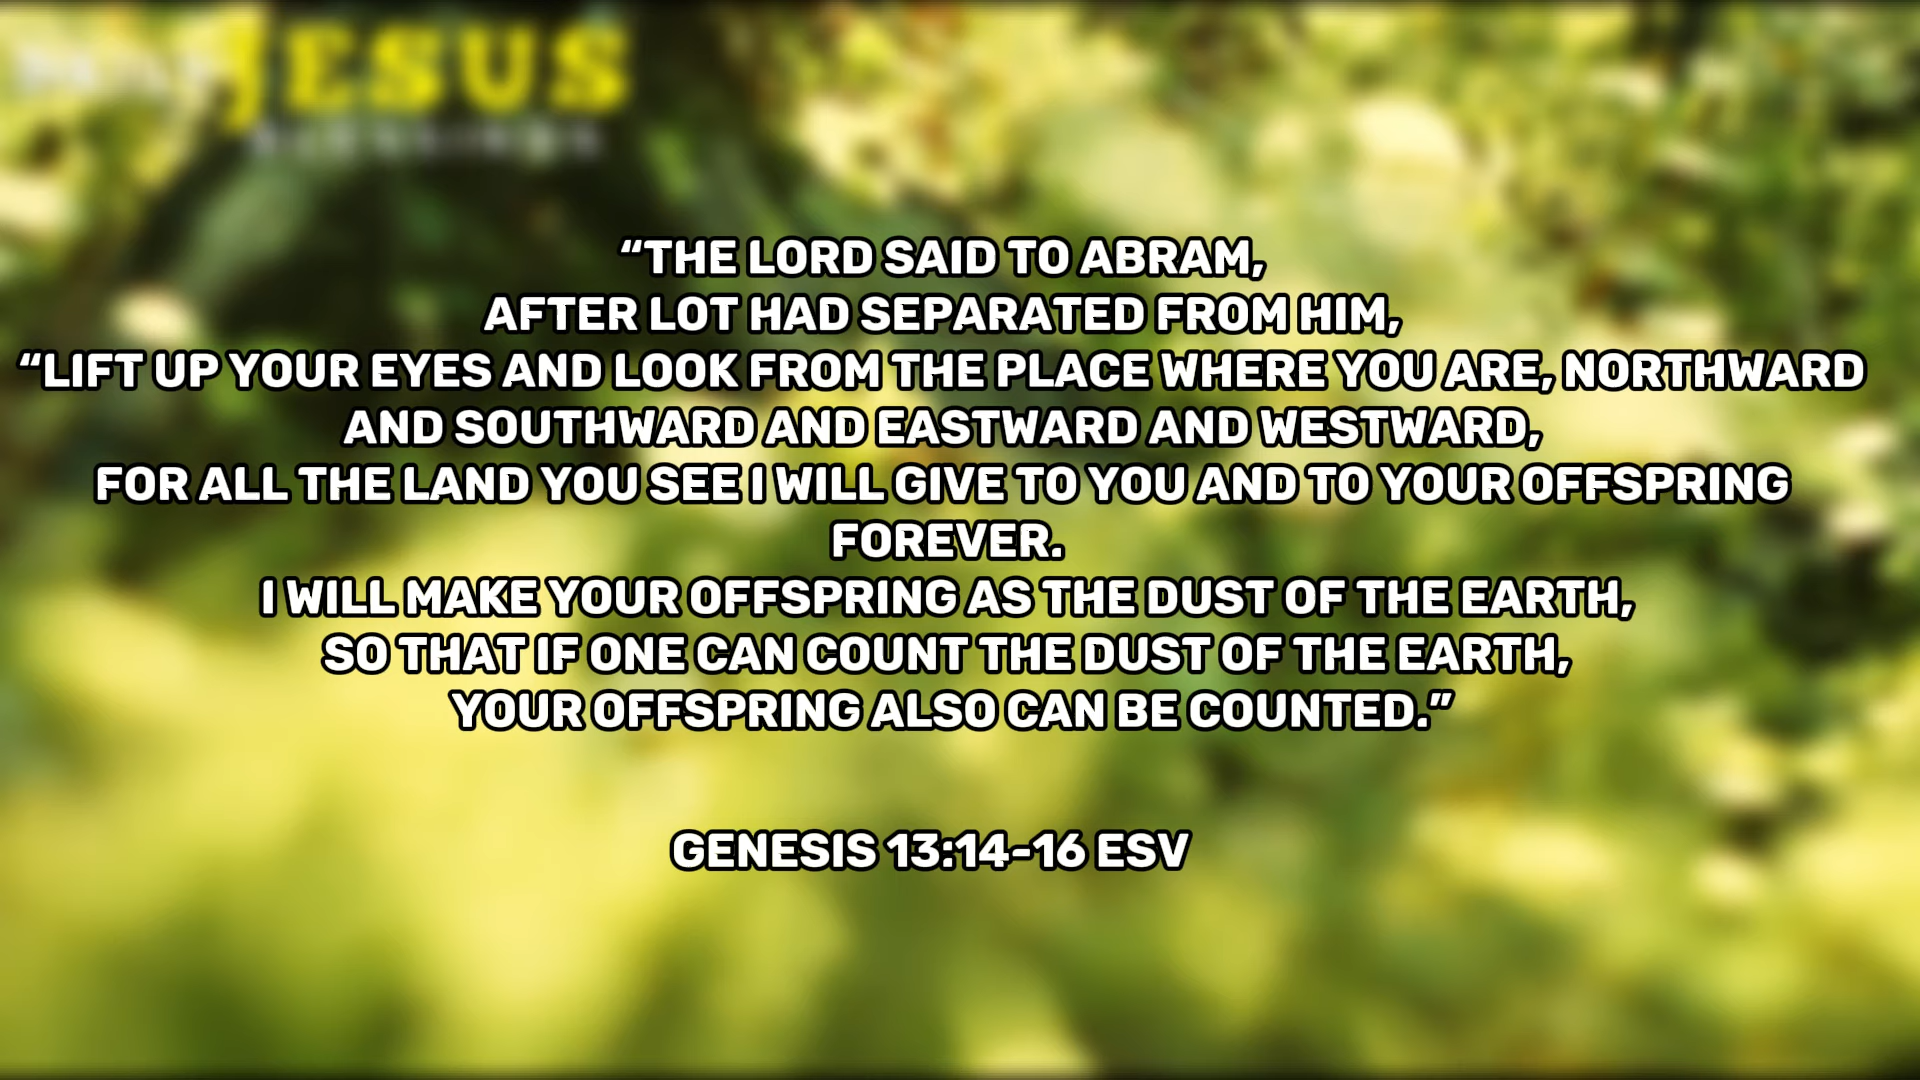 JESUS
“THE LORD SAID TO ABRAM,
AFTER LOT HAD SEPARATED FROM HIM,
“LIFT UP YOUR EYES AND LOOK FROM THE PLACE WHERE YOU ARE, NORTHWARD
AND SOUTHWARD AND EASTWARD AND WESTWARD,
FOR ALL THE LAND YOU SEE I WILL GIVE TO YOU AND TO YOUR OFFSPRING
FOREVER.
I WILL MAKE YOUR OFFSPRING AS THE DUST OF THE EARTH,
SO THAT IF ONE CAN COUNT THE DUST OF THE EARTH,
YOUR OFFSPRING ALSO CAN BE COUNTED.”
GENESIS 13:14-16 ESV